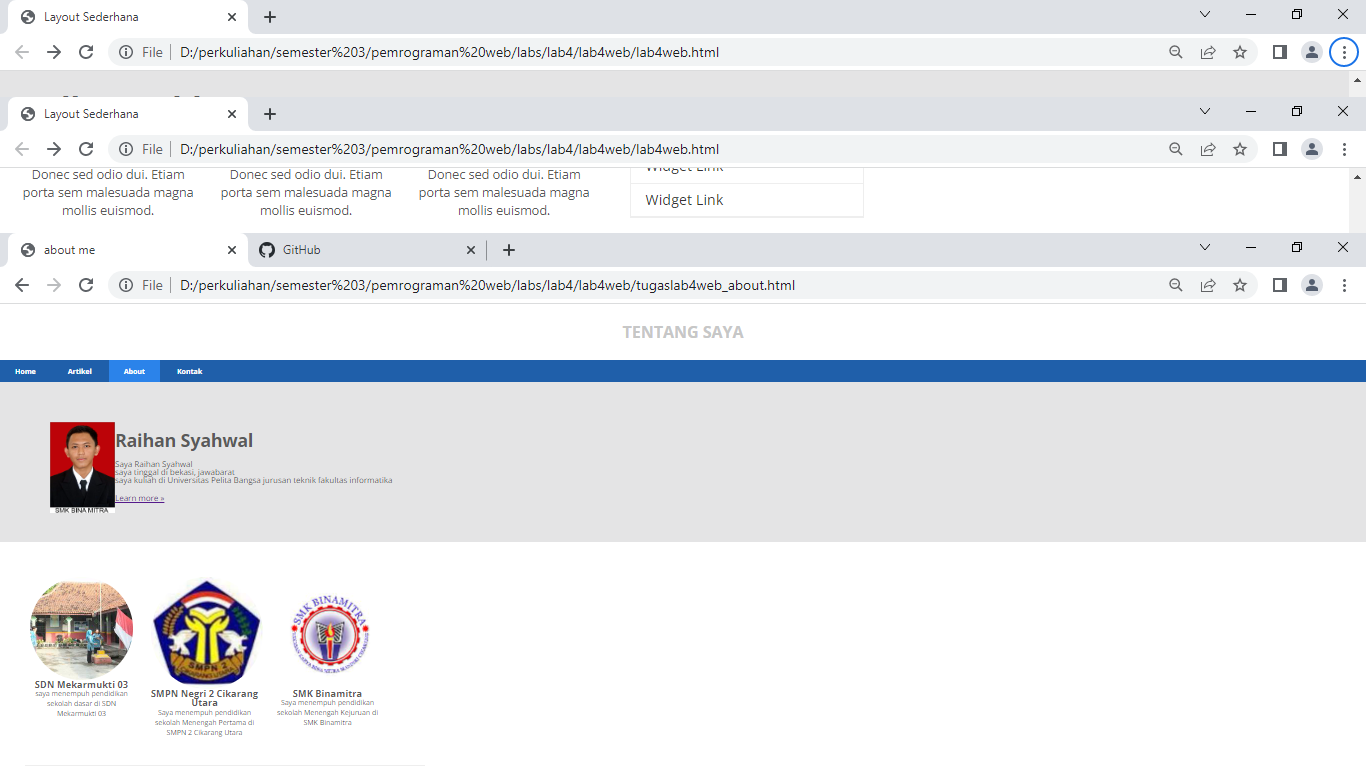 Layout Sederhana
File D:/perkuliahan/semester%203/pemrograman%20web/labs/lab4/lab4web/lab4web.html
Layout Sederhana
File D:/perkuliahan/semester%203/pemrograman%20web/labs/lab4/lab4web/lab4web.html
Donec sed odio dui. Etiam
porta sem malesuada magna
mollis euismod.
Donec sed odio dui. Etiam
porta sem malesuada magna
mollis euismod.
Donec sed odio dui. Etiam
porta sem malesuada magna
mollis euismod.
Widget Link
Widget Link
about me GitHub
File D:/perkuliahan/semester%203/pemrograman%20web/labs/lab4/lab4web/tugaslab4web_about.html
TENTANG SAYA
Home Artikel About Kontak
SMK BINA MITRA
Raihan Syahwal
Saya Raihan Syahwal
saya tinggal di bekasi, jawabarat
saya kuliah di Universitas Pelita Bangsa jurusan teknik fakultas informatika
Learn more »
SDN Mekarmukti 03
saya menempuh pendidikan
sekolah dasar di SDN
Mekarmukti 03
SMPN 2
CIKARANG UTARA
SMPN Negri 2 Cikarang
Utara
Saya menempuh pendidikan
sekolah Menengah Pertama di
SMPN 2 Cikarang Utara
SMK BINAMITRA
SMK Binamitra
Saya menempuh pendidikan
sekolah Menengah Kejuruan di
SMK Binamitra